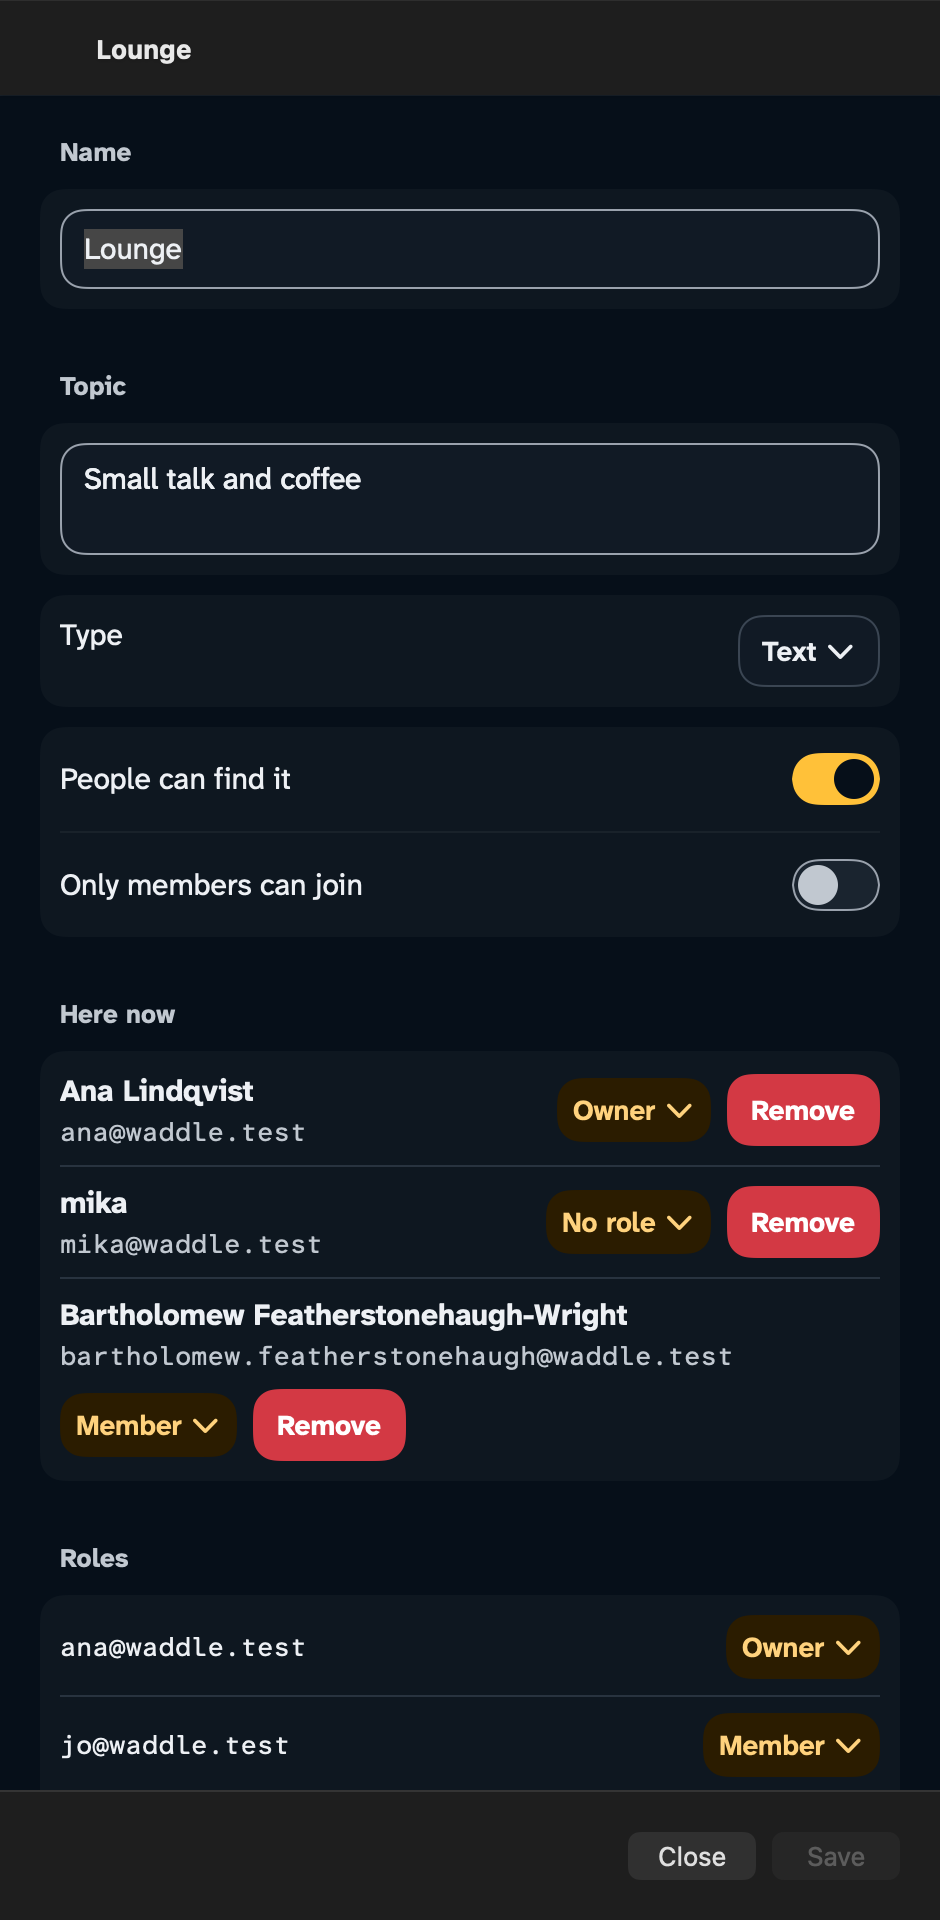 Lounge
Name
Lounge
Topic
Small talk and coffee
Type
Text
People can find it
Only members can join
Here now
Ana Lindqvist
ana@waddle.test
Owner
Remove
mika
mika@waddle.test
No role
Remove
Bartholomew Featherstonehaugh-Wright
bartholomew.featherstonehaugh@waddle.test
Member
Remove
Roles
ana@waddle.test
Owner
jo@waddle.test
Member
Close
Save